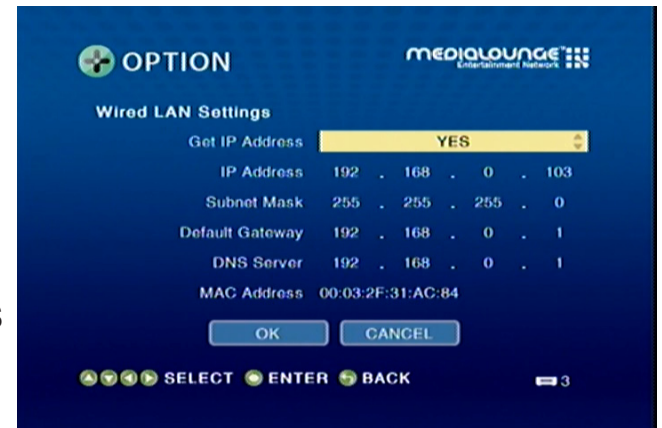 OPTION
MEDIALOUNGE™
Entertainment Network
Wired LAN Settings
Get IP Address YES
IP Address 192 . 168 . 0 . 103
Subnet Mask 255 . 255 . 255 . 0
Default Gateway 192 . 168 . 0 . 1
DNS Server 192 . 168 . 0 . 1
MAC Address 00:03:2F:31:AC:84
OK CANCEL
SELECT ENTER BACK 3